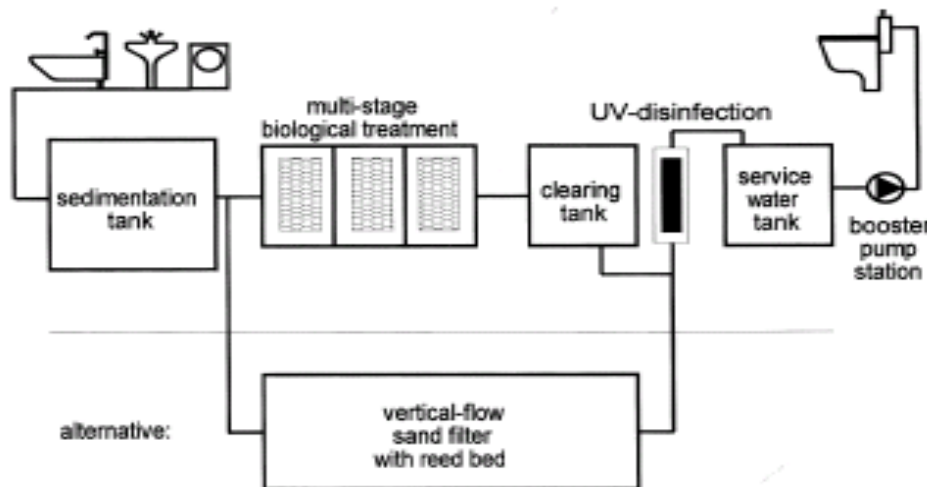 multi-stage
biological treatment
UV-disinfection
sedimentation
tank
clearing
tank
service
water
tank
booster
pump
station
alternative:
vertical-flow
sand filter
with reed bed